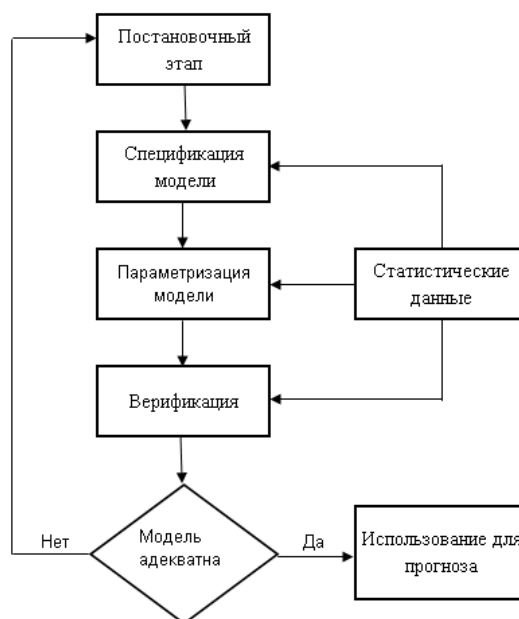 Постановочный
этап
Спецификация
модели
Параметризация
модели
Статистические
данные
Верификация
Нет
Модель
адекватна
Да
Использование для
прогноза